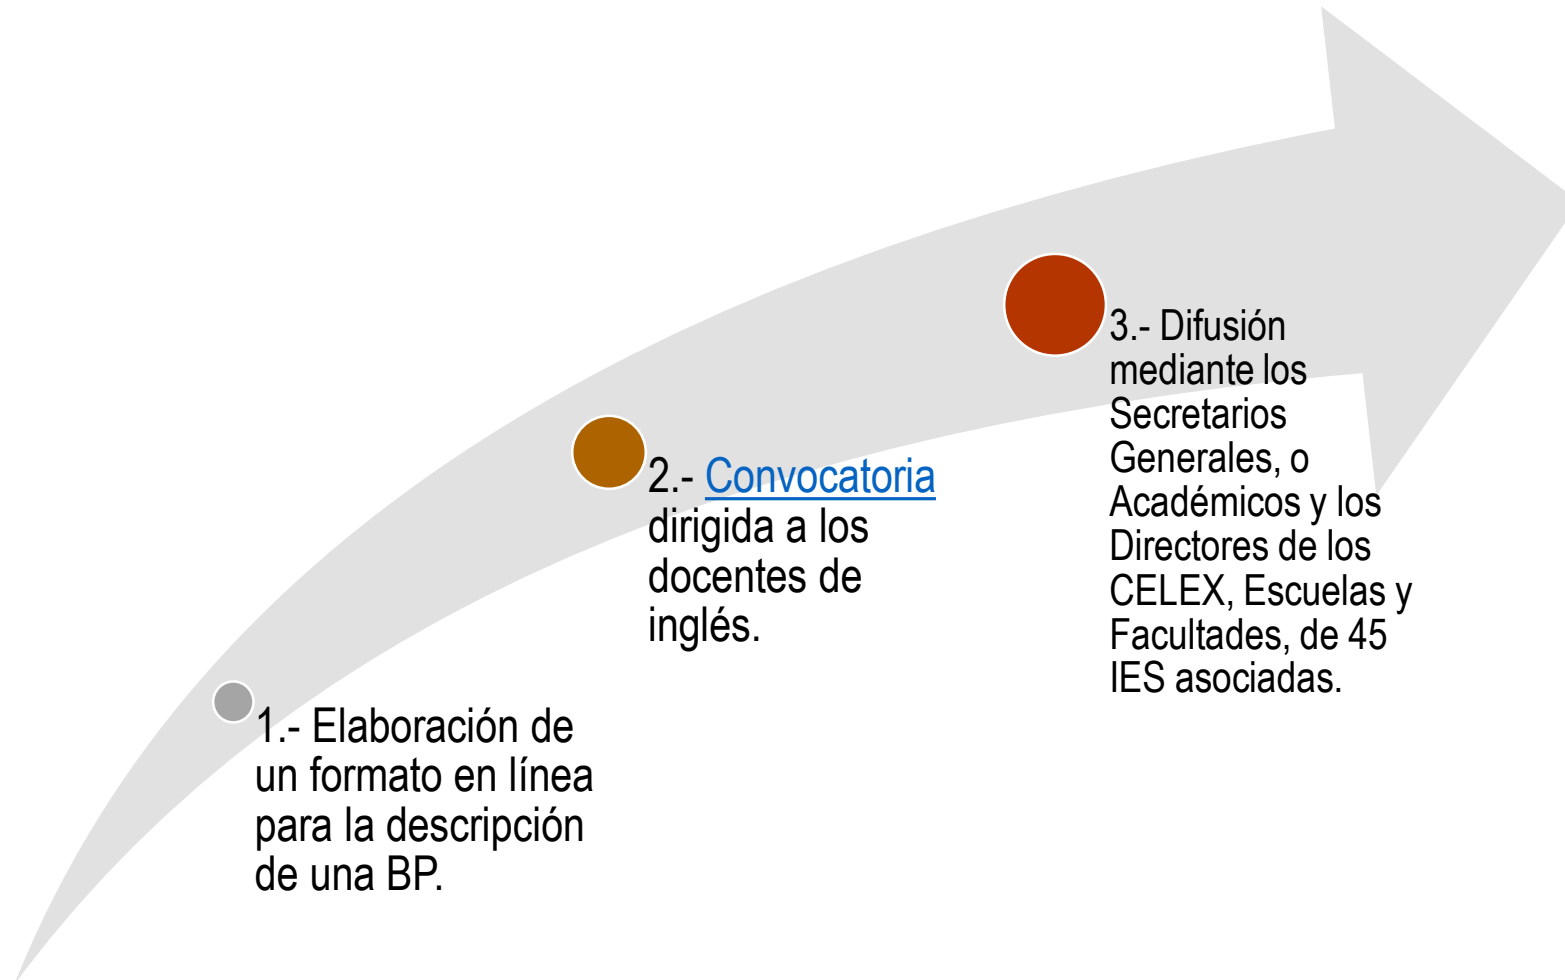 1.- Elaboración de
un formato en línea
para la descripción
de una BP.
2.- Convocatoria
dirigida a los
docentes de
inglés.
3.- Difusión
mediante los
Secretarios
Generales, o
Académicos y los
Directores de los
CELEX, Escuelas y
Facultades, de 45
IES asociadas.